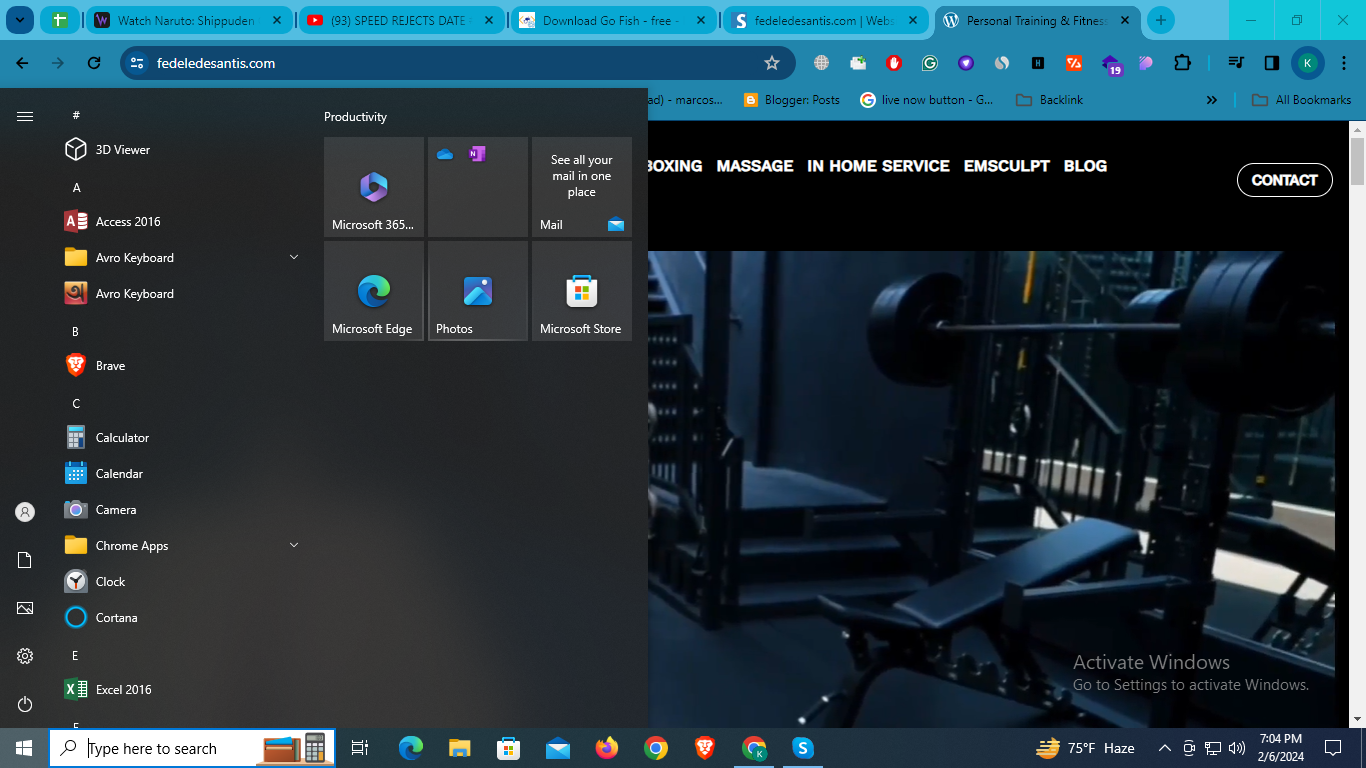 Watch Naruto: Shippuden
(93) SPEED REJECTS DATE
Download Go Fish - free -
fedeledesantis.com | Webs
Personal Training & Fitness
fedeledesantis.com
19
K
ad) - marcos...
Blogger: Posts
live now button - G...
Backlink
All Bookmarks
BOXING
MASSAGE
IN HOME SERVICE
EMSCULPT
BLOG
CONTACT
#
3D Viewer
A
Access 2016
Avro Keyboard
Avro Keyboard
B
Brave
C
Calculator
Calendar
Camera
Chrome Apps
Clock
Cortana
E
Excel 2016
Productivity
Microsoft 365...
See all your
mail in one
place
Mail
Microsoft Edge
Photos
Microsoft Store
Activate Windows
Go to Settings to activate Windows.
Type here to search
75°F Haze
7:04 PM
2/6/2024